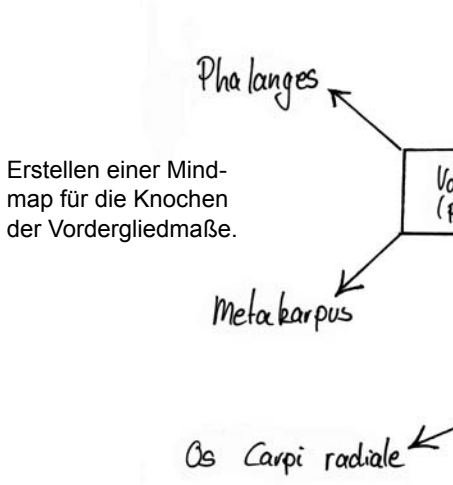 Phalanges
Erstellen einer Mind-
map für die Knochen
der Vordergliedmaße.
Metakarpus
Os Carpi radiale